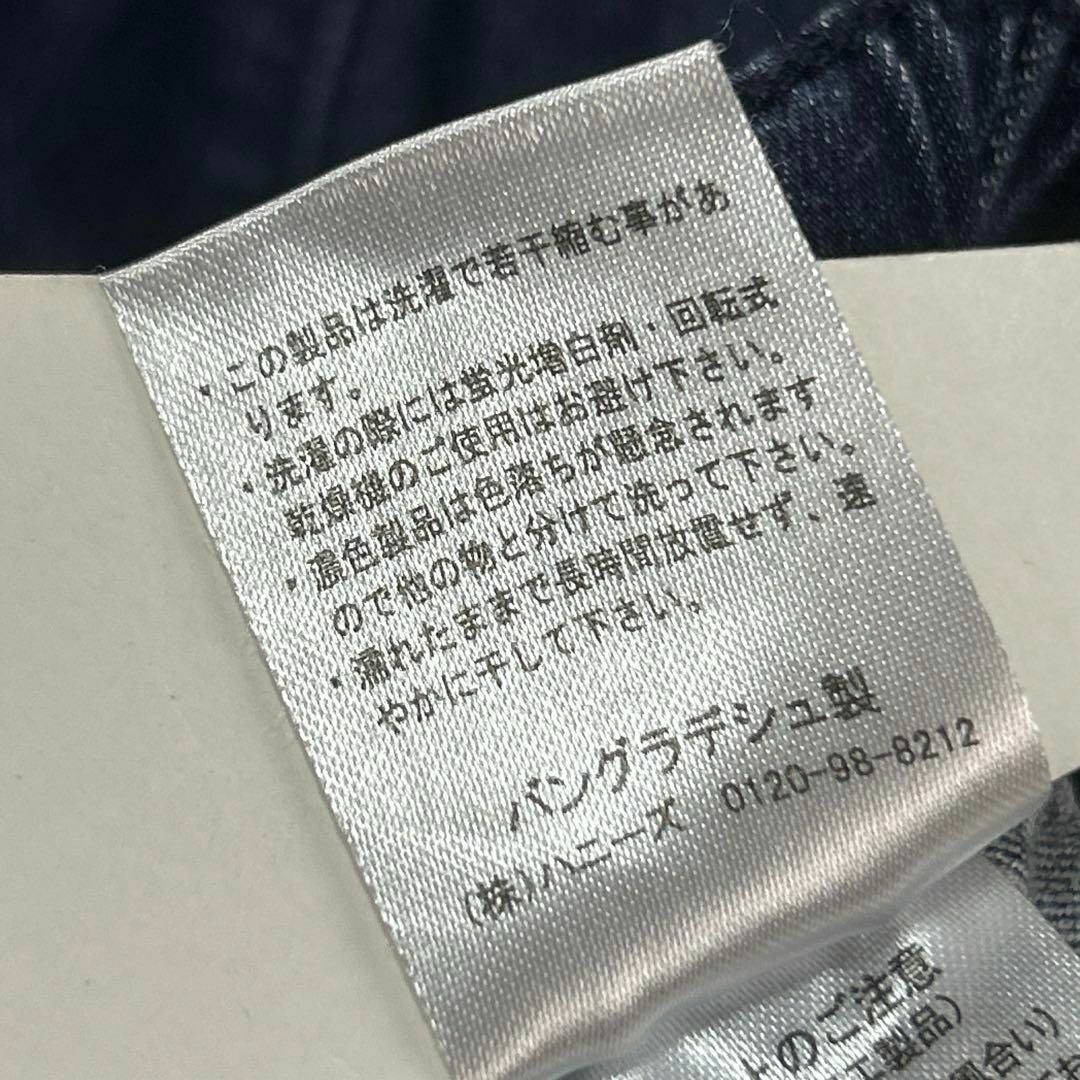 ・この製品は洗濯で若干縮む事があ
ります。
・洗濯の際には蛍光増白剤・回転式
乾燥機のご使用はお避け下さい。
・濃色製品は色落ちが懸念されます
ので他の物と分けて洗って下さい。
・濡れたままで長時間放置せず、速
やかに干して下さい。
バングラデシュ製
(株)ハニーズ 0120-98-8212
のご注意
製品)
合い)